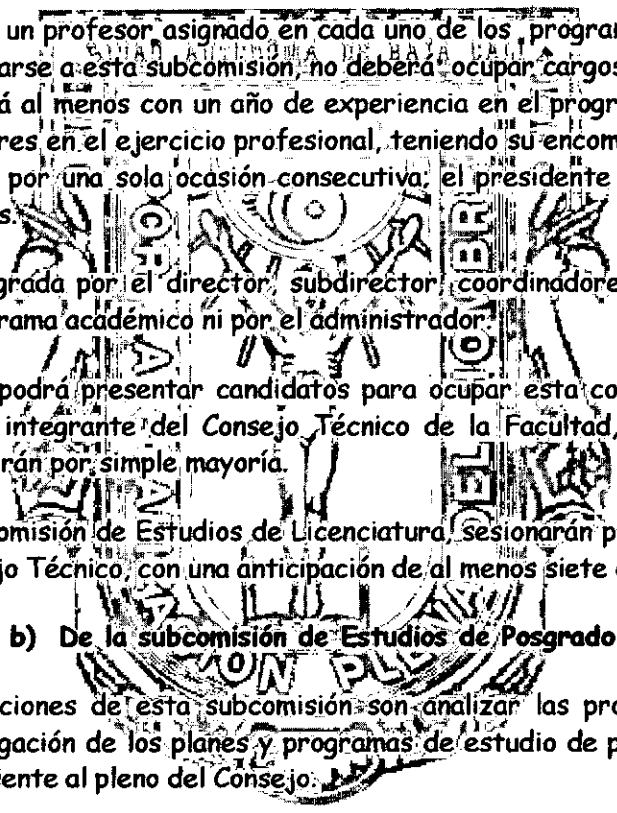 un profesor asignado en cada uno de los program
arse a esta subcomisión, no deberá ocupar cargos
á al menos con un año de experiencia en el progr
res en el ejercicio profesional, teniendo su encom
por una sola ocasión consecutiva; el presidente
s.
grada por el director, subdirector, coordinadore
rama académico ni por el administrador.
podrá presentar candidatos para ocupar esta co
integrante del Consejo Técnico de la Facultad,
rán por simple mayoría.
omisión de Estudios de Licenciatura, sesionarán p
jo Técnico, con una anticipación de al menos siete
b) De la subcomisión de Estudios de Posgrado
ciones de esta subcomisión son analizar las pro
gación de los planes y programas de estudio de p
iente al pleno del Consejo.